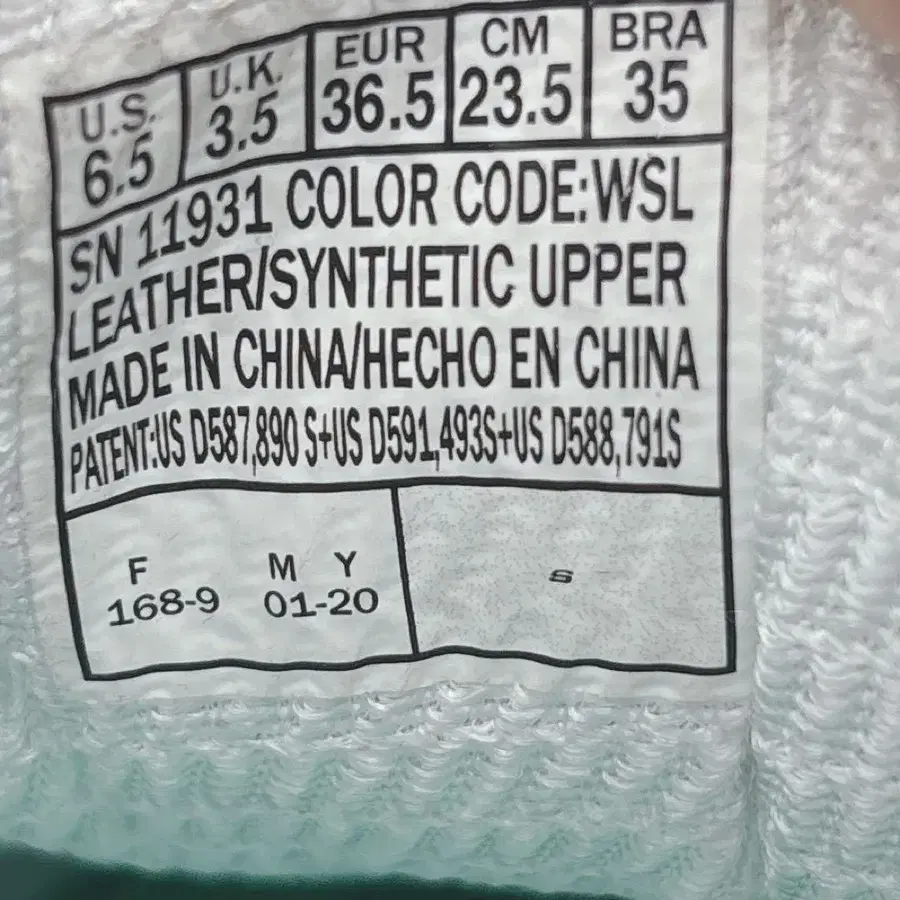 U.S. U.K. EUR CM BRA
6.5 3.5 36.5 23.5 35
SN 11931 COLOR CODE:WSL
LEATHER/SYNTHETIC UPPER
MADE IN CHINA/HECHO EN CHINA
PATENT:US D587,890 S+US D591,493S+US D588,791S
F M Y
168-9 01-20
S